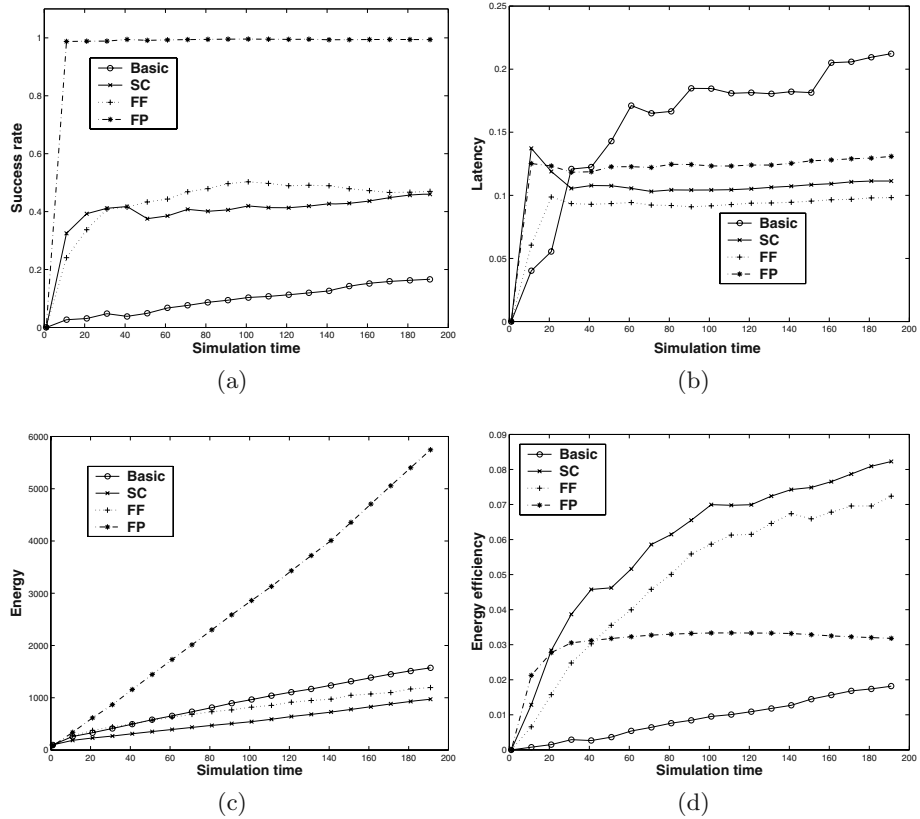 1
0.8
0.6
0.4
0.2
0
Success rate
Basic
SC
FF
FP
0 20 40 60 80 100 120 140 160 180 200
Simulation time
(a)
0.25
0.2
0.15
0.1
0.05
0
Latency
Basic
SC
FF
FP
0 20 40 60 80 100 120 140 160 180 200
Simulation time
(b)
6000
5000
4000
3000
2000
1000
0
Energy
Basic
SC
FF
FP
0 20 40 60 80 100 120 140 160 180 200
Simulation time
(c)
0.09
0.08
0.07
0.06
0.05
0.04
0.03
0.02
0.01
0
Energy efficiency
Basic
SC
FF
FP
0 20 40 60 80 100 120 140 160 180 200
Simulation time
(d)